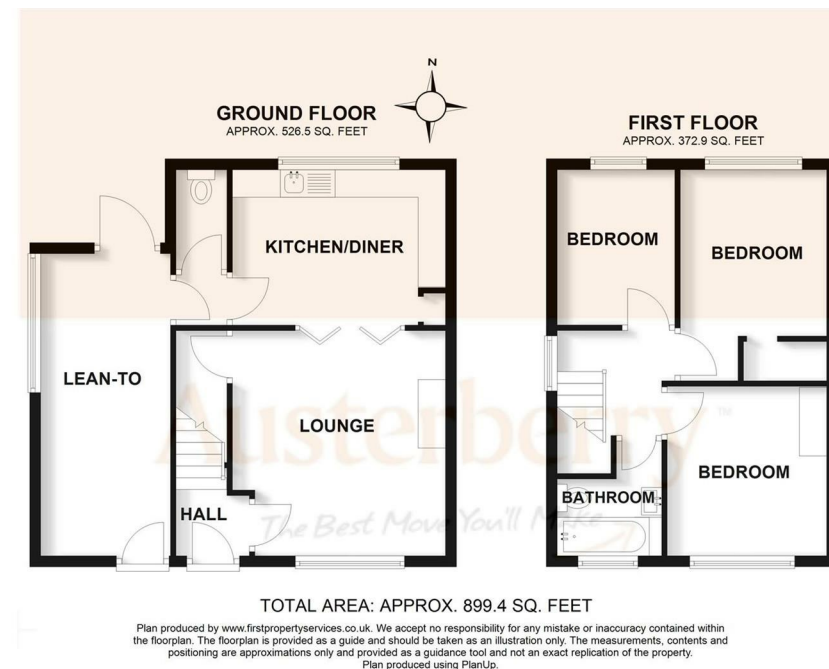 N
GROUND FLOOR
APPROX. 526.5 SQ. FEET
FIRST FLOOR
APPROX. 372.9 SQ. FEET
KITCHEN/DINER
BEDROOM
BEDROOM
LEAN-TO
LOUNGE
Austerberry™
BEDROOM
BATHROOM
HALL
The Best Move You'll Make
TOTAL AREA: APPROX. 899.4 SQ. FEET
Plan produced by www.firstpropertyservices.co.uk. We accept no responsibility for any mistake or inaccuracy contained within
the floorplan. The floorplan is provided as a guide and should be taken as an illustration only. The measurements, contents and
positioning are approximations only and provided as a guidance tool and not an exact replication of the property.
Plan produced using PlanUp.